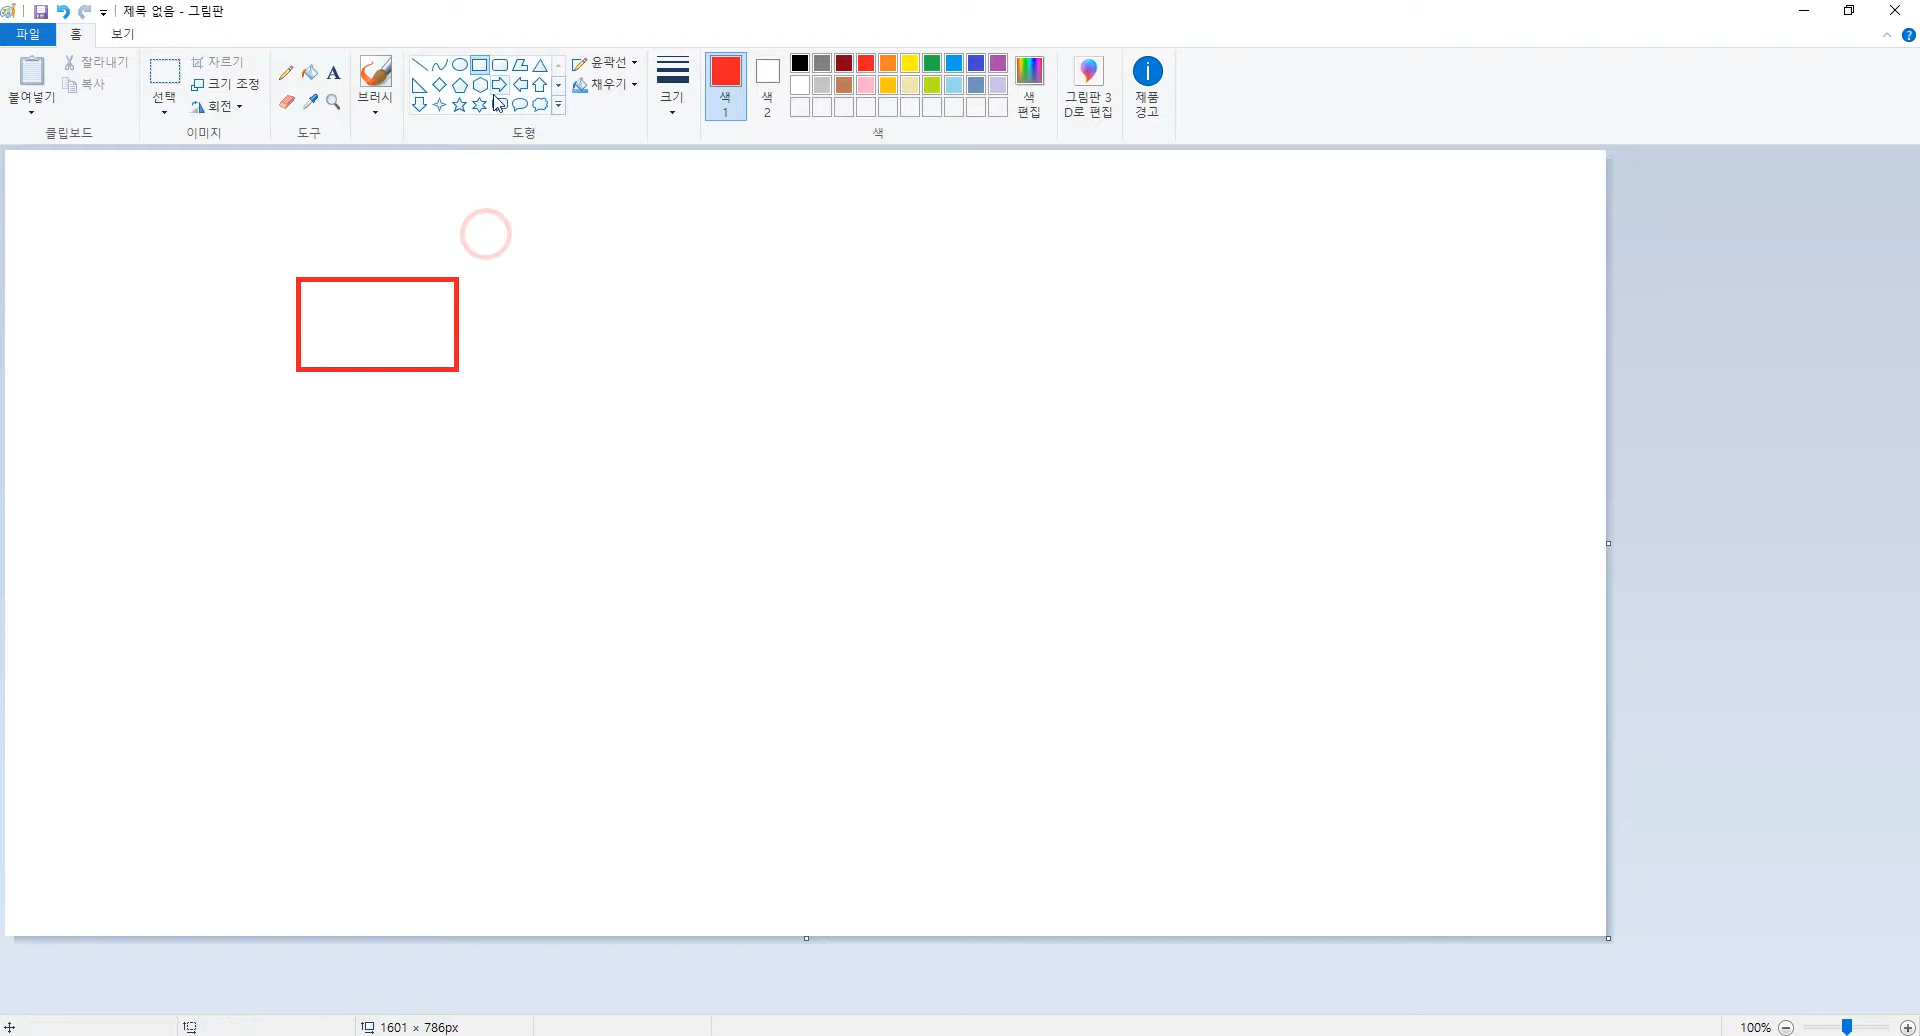 제목 없음 - 그림판
파일 홈 보기
붙여넣기
잘라내기
복사
클립보드
선택
자르기
크기 조정
회전
이미지
A
도구
브러시
윤곽선
채우기
도형
크기
색
1
색
2
색
편집
색
그림판 3
D로 편집
제품
경고
1601 × 786px
100%